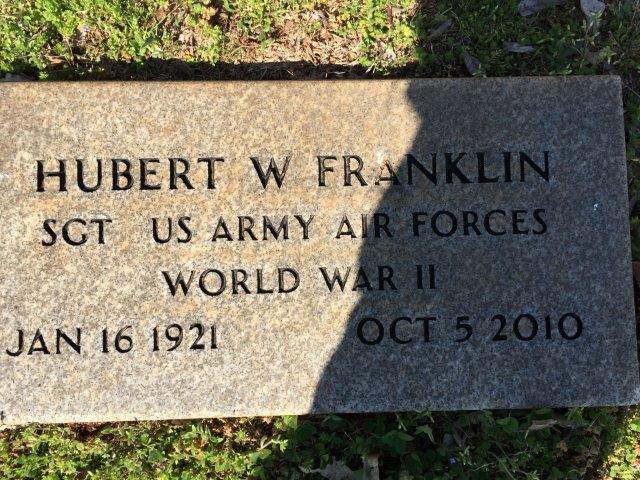 HUBERT W FRANKLIN
SGT US ARMY AIR FORCES
WORLD WAR II
JAN 16 1921 OCT 5 2010